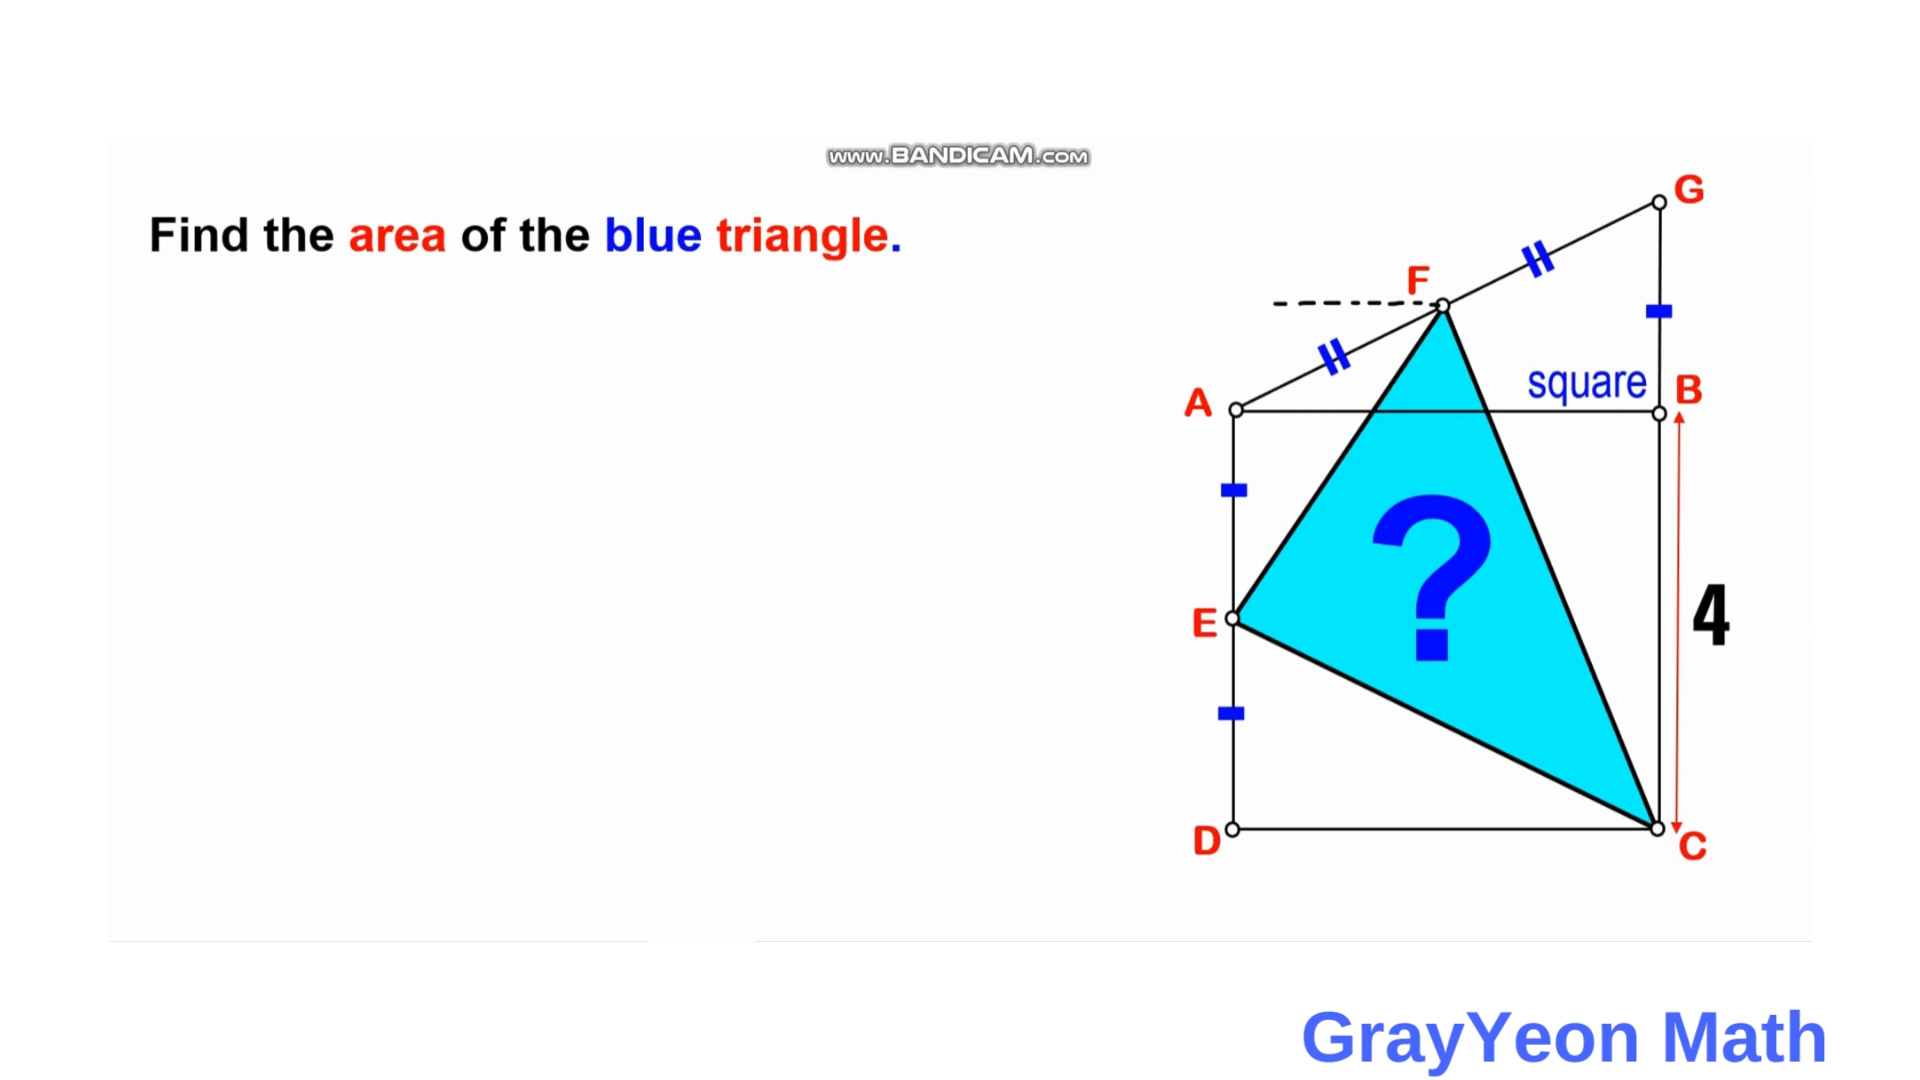 www.BANDICAM.com
Find the area of the blue triangle.
G
F
square
A
B
?
E
4
D
C
GrayYeon Math